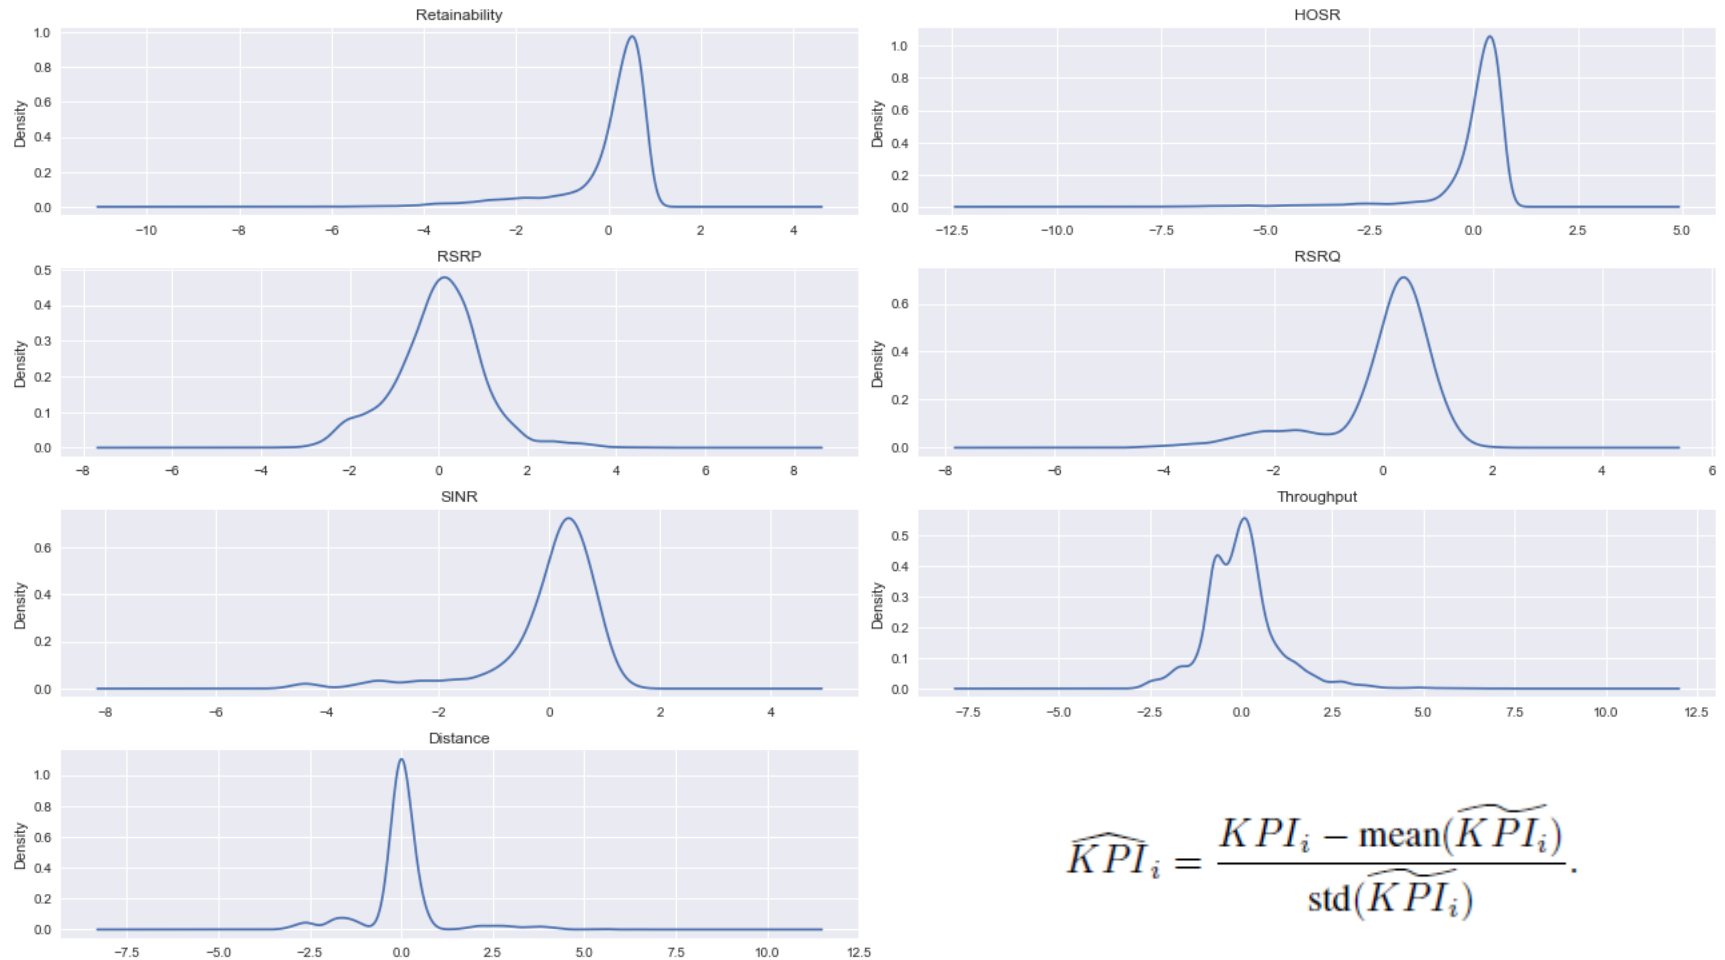 Retainability
Density
1.0
0.8
0.6
0.4
0.2
0.0
−10 −8 −6 −4 −2 0 2 4
HOSR
Density
1.0
0.8
0.6
0.4
0.2
0.0
−12.5 −10.0 −7.5 −5.0 −2.5 0.0 2.5 5.0
RSRP
Density
0.5
0.4
0.3
0.2
0.1
0.0
−8 −6 −4 −2 0 2 4 6 8
RSRQ
Density
0.6
0.4
0.2
0.0
−8 −6 −4 −2 0 2 4 6
SINR
Density
0.6
0.4
0.2
0.0
−8 −6 −4 −2 0 2 4
Throughput
Density
0.5
0.4
0.3
0.2
0.1
0.0
−7.5 −5.0 −2.5 0.0 2.5 5.0 7.5 10.0 12.5
Distance
Density
1.0
0.8
0.6
0.4
0.2
0.0
−7.5 −5.0 −2.5 0.0 2.5 5.0 7.5 10.0 12.5
$\widehat{KPI}_i = \frac{KPI_i - \text{mean}(\widetilde{KPI_i})}{\text{std}(\widetilde{KPI_i})}.$